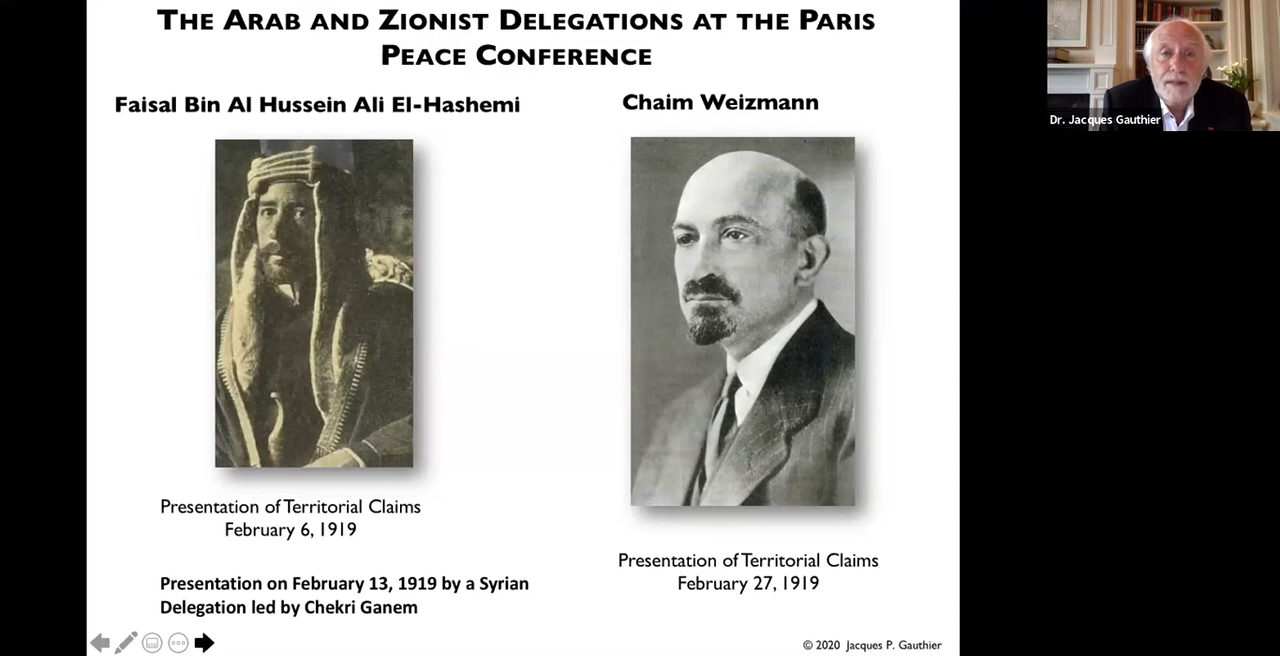 THE ARAB AND ZIONIST DELEGATIONS AT THE PARIS
PEACE CONFERENCE
Faisal Bin Al Hussein Ali El-Hashemi
Chaim Weizmann
Presentation of Territorial Claims
February 6, 1919
Presentation on February 13, 1919 by a Syrian
Delegation led by Chekri Ganem
Presentation of Territorial Claims
February 27, 1919
© 2020 Jacques P. Gauthier
Dr. Jacques Gauthier